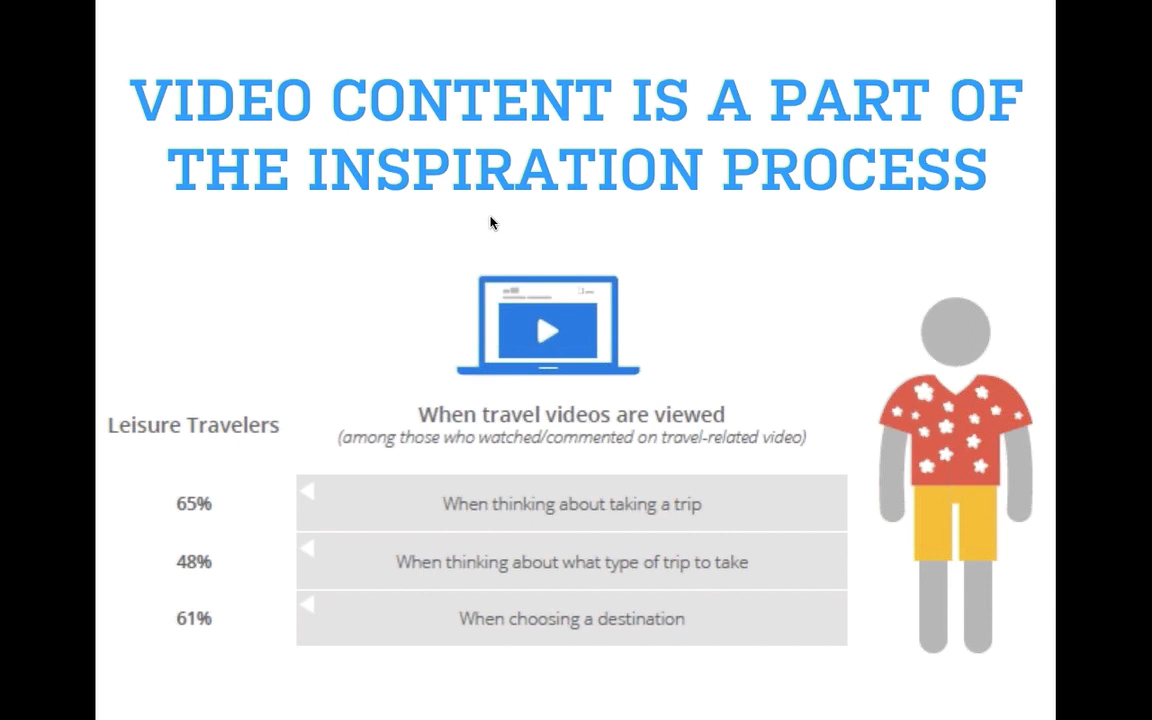 VIDEO CONTENT IS A PART OF
THE INSPIRATION PROCESS
Leisure Travelers
When travel videos are viewed
(among those who watched/commented on travel-related video)
65%
When thinking about taking a trip
48%
When thinking about what type of trip to take
61%
When choosing a destination